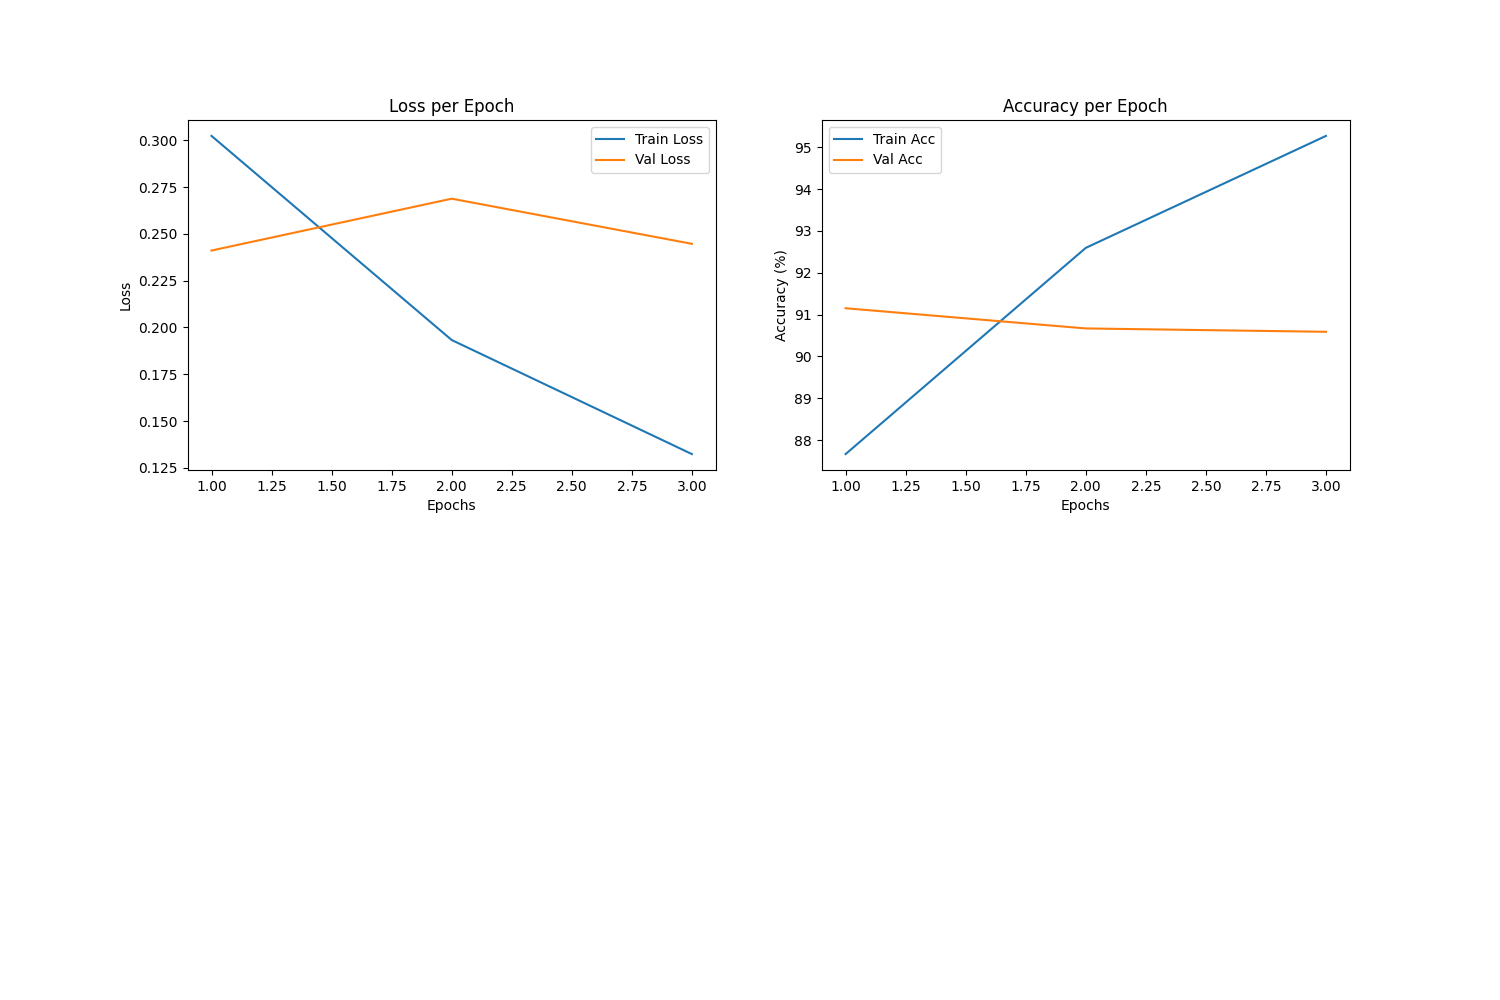 Loss per Epoch
Train Loss
Val Loss
0.300
0.275
0.250
0.225
0.200
0.175
0.150
0.125
Loss
1.00 1.25 1.50 1.75 2.00 2.25 2.50 2.75 3.00
Epochs
Accuracy per Epoch
Train Acc
Val Acc
95
94
93
92
91
90
89
88
Accuracy (%)
1.00 1.25 1.50 1.75 2.00 2.25 2.50 2.75 3.00
Epochs